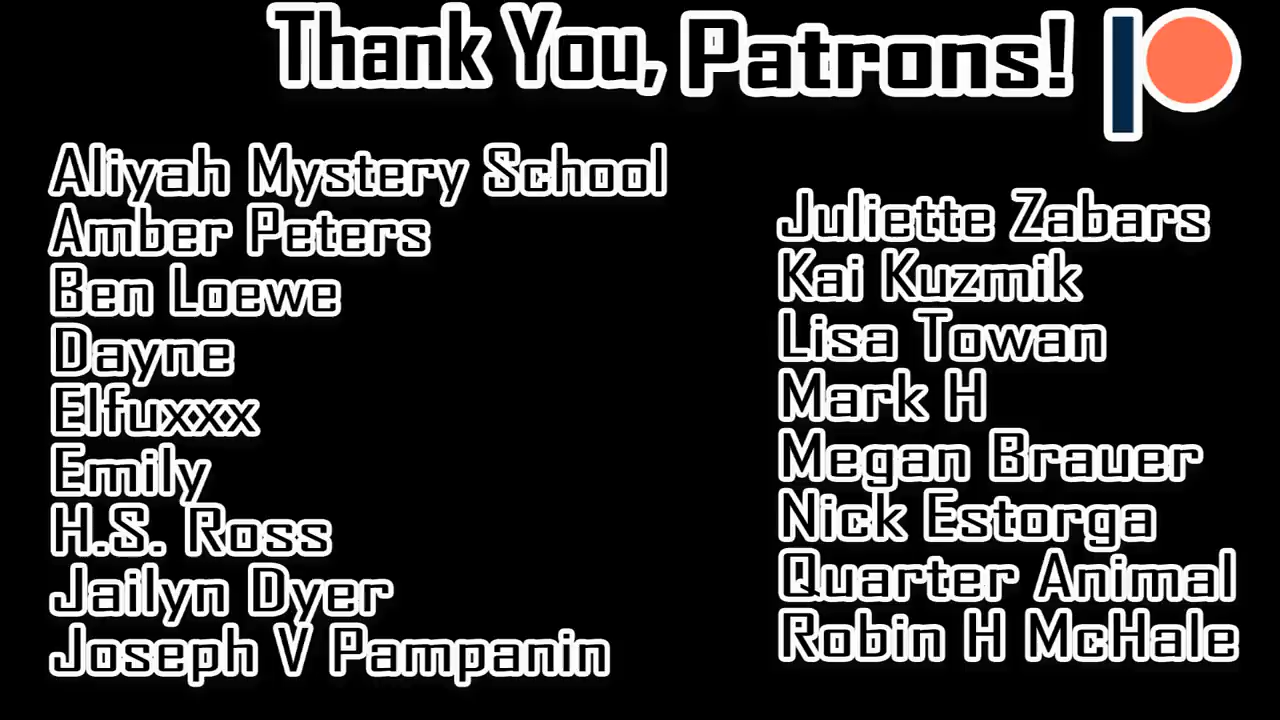 Thank You, Patrons!
Aliyah Mystery School
Amber Peters
Ben Loewe
Dayne
Elfuxxx
Emily
H.S. Ross
Jailyn Dyer
Joseph V Pampanin
Juliette Zabars
Kai Kuzmik
Lisa Towan
Mark H
Megan Brauer
Nick Estorga
Quarter Animal
Robin H McHale